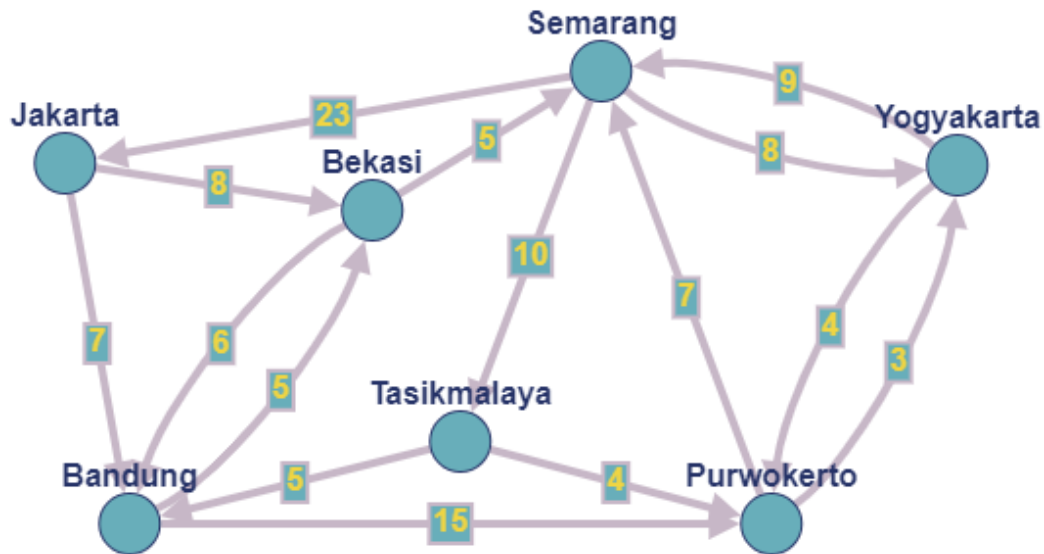 Semarang
23
9
Jakarta
Yogyakarta
5
8
Bekasi
8
10
7
7
6
4
3
5
Tasikmalaya
Bandung
5
4
Purwokerto
15